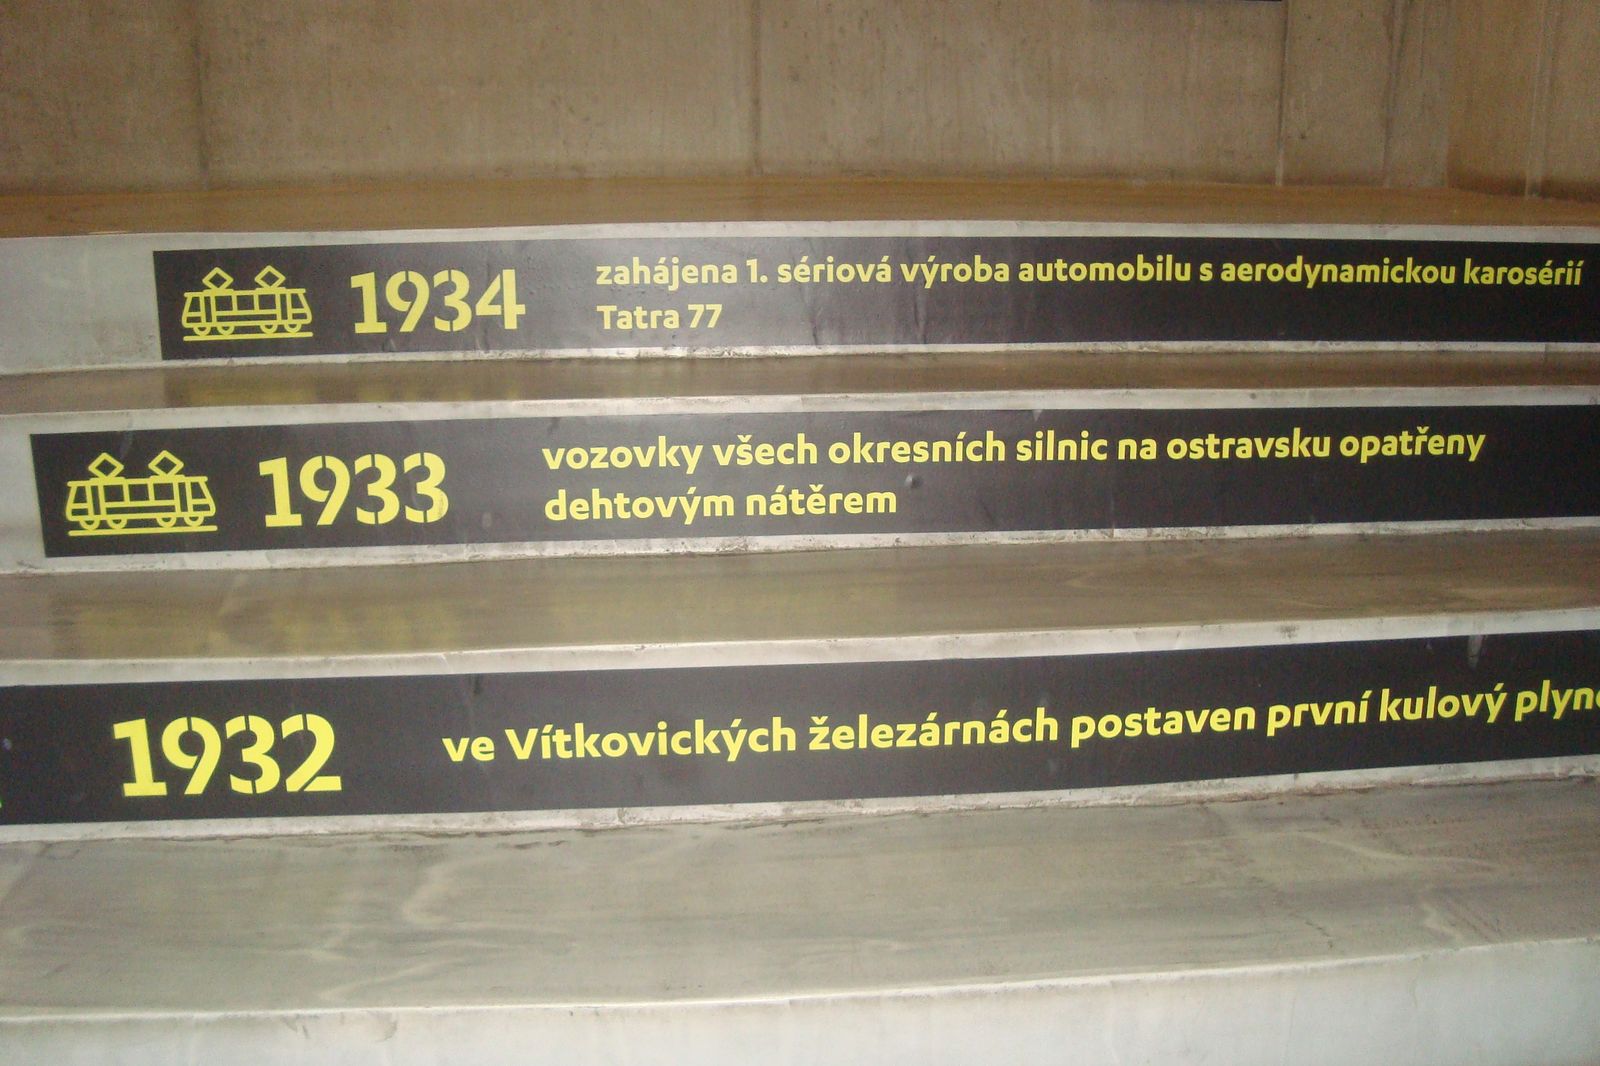 1934 zahájena 1. sériová výroba automobilu s aerodynamickou karosérií
Tatra 77
1933 vozovky všech okresních silnic na ostravsku opatřeny
dehtovým nátěrem
1932 ve Vítkovických železárnách postaven první kulový